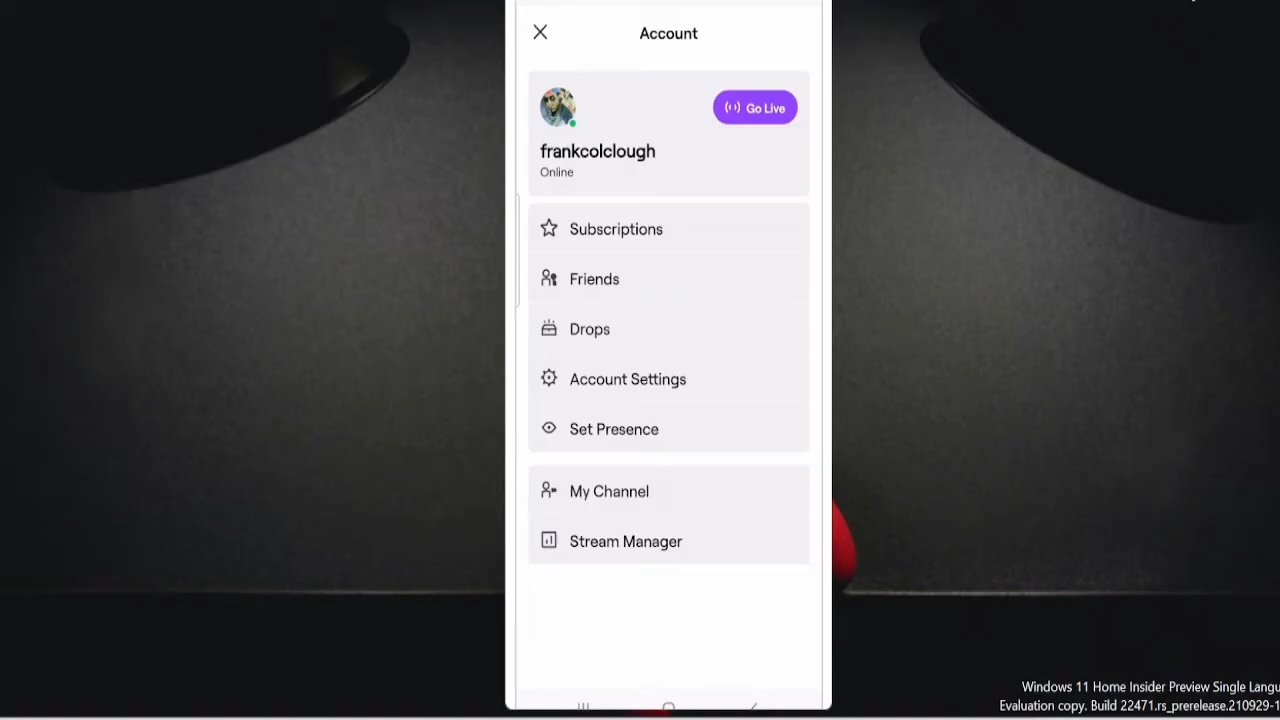 Account
Go Live
frankcolclough
Online
Subscriptions
Friends
Drops
Account Settings
Set Presence
My Channel
Stream Manager
Windows 11 Home Insider Preview Single Langu
Evaluation copy. Build 22471.rs_prerelease.210929-1